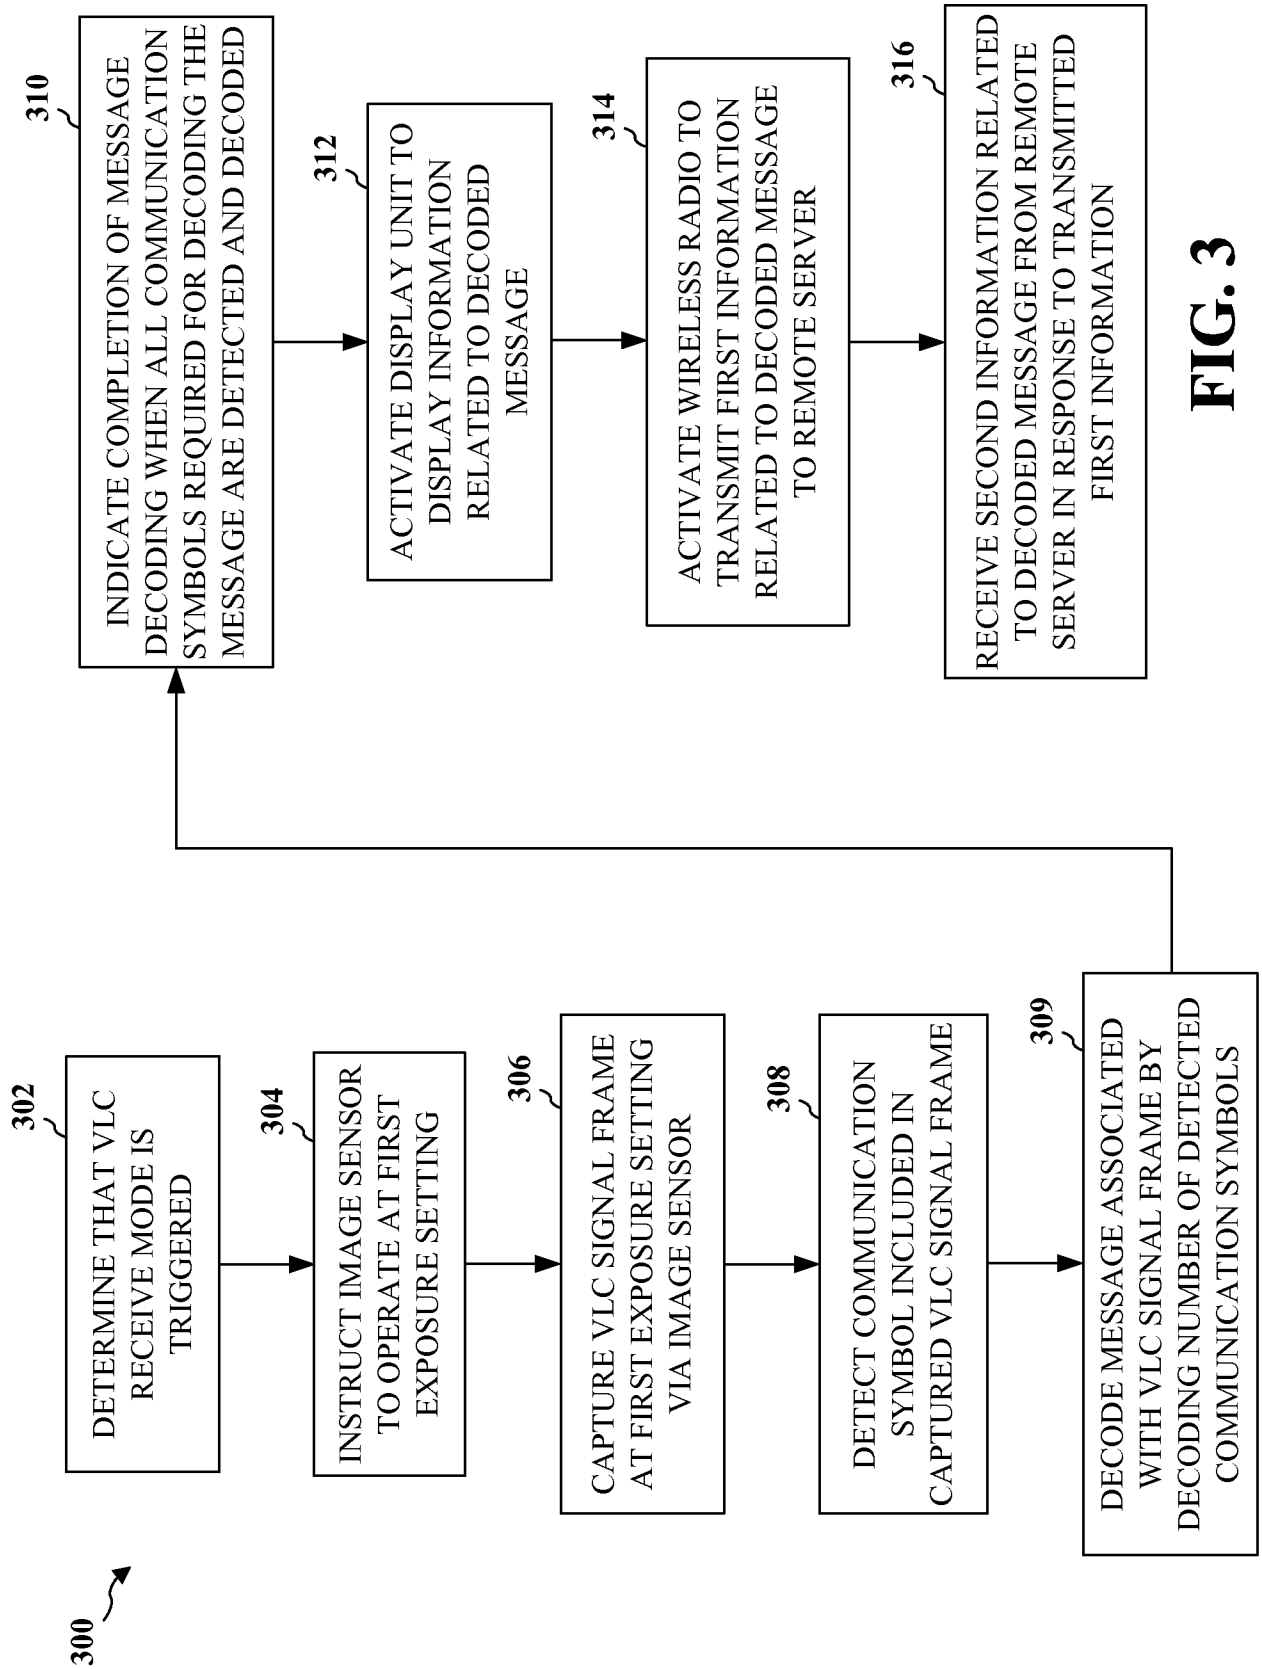 300
302
DETERMINE THAT VLC
RECEIVE MODE IS
TRIGGERED
304
INSTRUCT IMAGE SENSOR
TO OPERATE AT FIRST
EXPOSURE SETTING
306
CAPTURE VLC SIGNAL FRAME
AT FIRST EXPOSURE SETTING
VIA IMAGE SENSOR
308
DETECT COMMUNICATION
SYMBOL INCLUDED IN
CAPTURED VLC SIGNAL FRAME
309
DECODE MESSAGE ASSOCIATED
WITH VLC SIGNAL FRAME BY
DECODING NUMBER OF DETECTED
COMMUNICATION SYMBOLS
310
INDICATE COMPLETION OF MESSAGE
DECODING WHEN ALL COMMUNICATION
SYMBOLS REQUIRED FOR DECODING THE
MESSAGE ARE DETECTED AND DECODED
312
ACTIVATE DISPLAY UNIT TO
DISPLAY INFORMATION
RELATED TO DECODED
MESSAGE
314
ACTIVATE WIRELESS RADIO TO
TRANSMIT FIRST INFORMATION
RELATED TO DECODED MESSAGE
TO REMOTE SERVER
316
RECEIVE SECOND INFORMATION RELATED
TO DECODED MESSAGE FROM REMOTE
SERVER IN RESPONSE TO TRANSMITTED
FIRST INFORMATION
FIG. 3